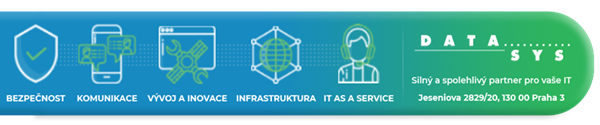 BEZPEČNOST
KOMUNIKACE
VÝVOJ A INOVACE
INFRASTRUKTURA
IT AS A SERVICE
DATA...........
SYS
Silný a spolehlivý partner pro vaše IT
Jeseniova 2829/20, 130 00 Praha 3